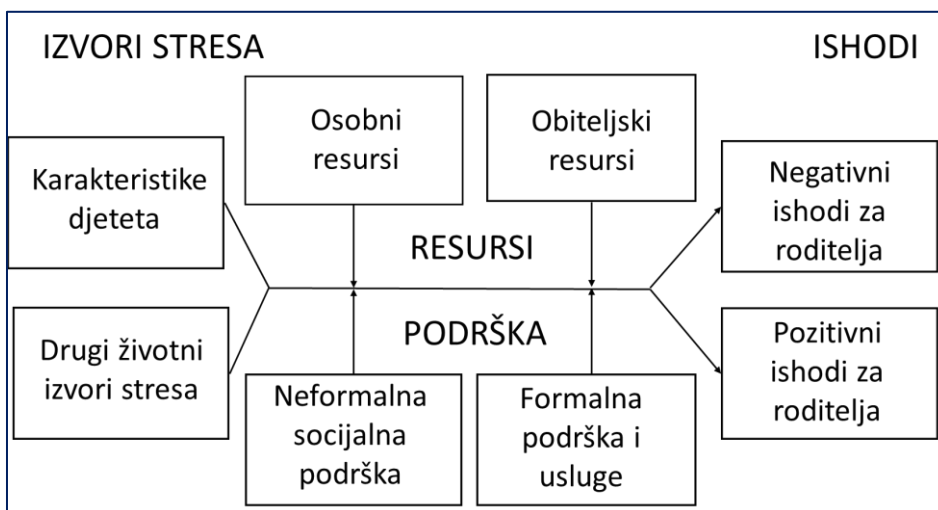 IZVORI STRESA
ISHODI
Osobni
resursi
Obiteljski
resursi
Karakteristike
djeteta
Negativni
ishodi za
roditelja
RESURSI
PODRŠKA
Drugi životni
izvori stresa
Pozitivni
ishodi za
roditelja
Neformalna
socijalna
podrška
Formalna
podrška i
usluge